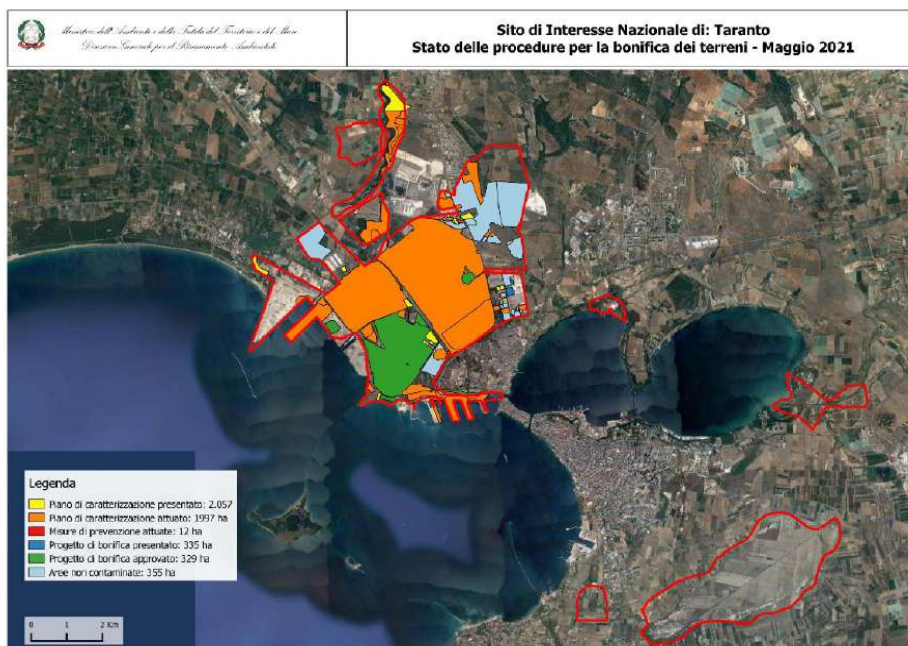 Ministero dell'Ambiente e della Tutela del Territorio e del Mare
Direzione Generale per il Risanamento Ambientale
Sito di Interesse Nazionale di: Taranto
Stato delle procedure per la bonifica dei terreni - Maggio 2021
Legenda
Piano di caratterizzazione presentato: 2.057
Piano di caratterizzazione attuato: 1997 ha
Misure di prevenzione attuate: 12 ha
Progetto di bonifica presentato: 335 ha
Progetto di bonifica approvato: 329 ha
Aree non contaminate: 355 ha
0 1 2 Km